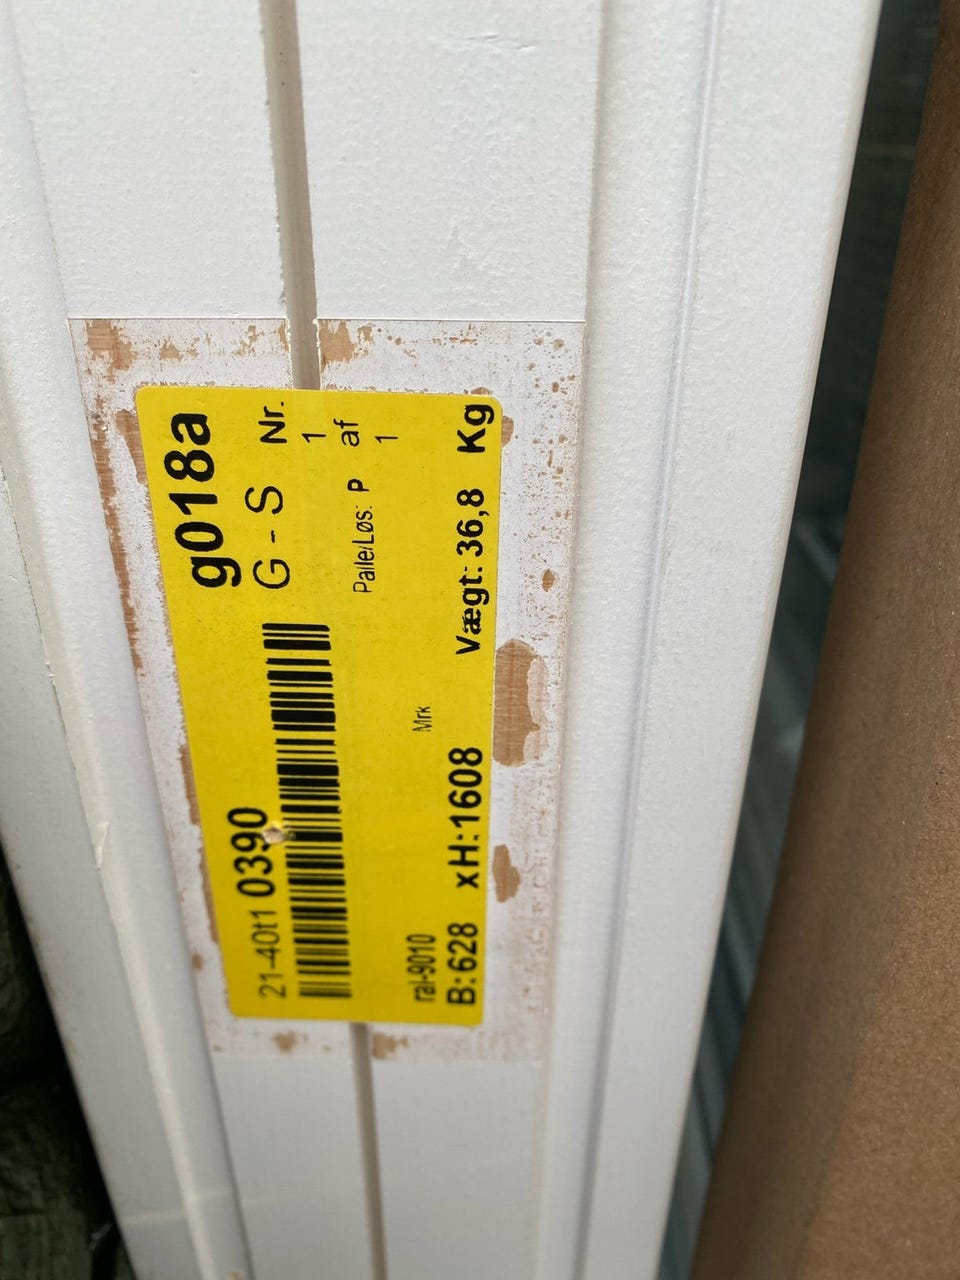 g018a
21-40t1 0390
G - S
Nr.
1
af
1
Palle/Løs: P
Mrk
ral-9010
B:628 xH:1608 Vægt: 36,8 Kg